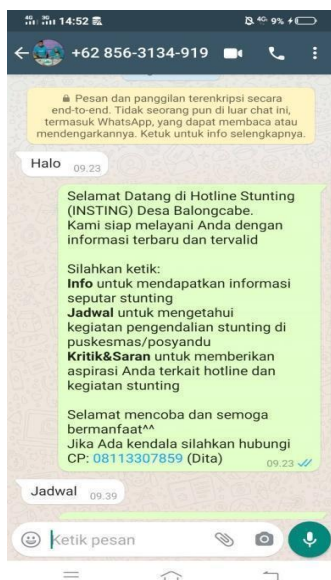 14:52
4G 9%
+62 856-3134-919
Pesan dan panggilan terenkripsi secara
end-to-end. Tidak seorang pun di luar chat ini,
termasuk WhatsApp, yang dapat membaca atau
mendengarkannya. Ketuk untuk info selengkapnya.
Halo 09.23
Selamat Datang di Hotline Stunting
(INSTING) Desa Balongcabe.
Kami siap melayani Anda dengan
informasi terbaru dan tervalid
Silahkan ketik:
Info untuk mendapatkan informasi
seputar stunting
Jadwal untuk mengetahui
kegiatan pengendalian stunting di
puskesmas/posyandu
Kritik&Saran untuk memberikan
aspirasi Anda terkait hotline dan
kegiatan stunting
Selamat mencoba dan semoga
bermanfaat^^
Jika Ada kendala silahkan hubungi
CP: 08113307859 (Dita) 09.23
Jadwal 09.39
Ketik pesan